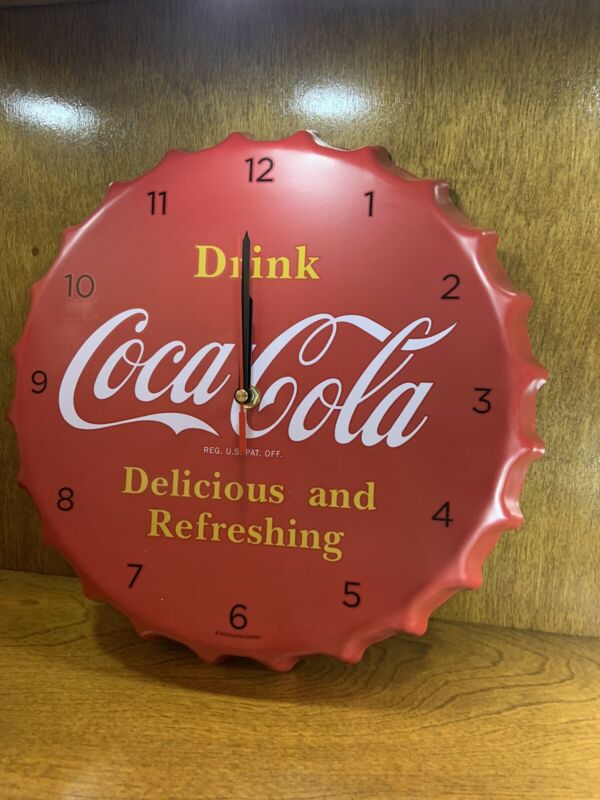 12
11
1
Drink
10
2
Coca-Cola
9
3
REG. U.S. PAT. OFF.
Delicious and
8
4
Refreshing
7
5
6